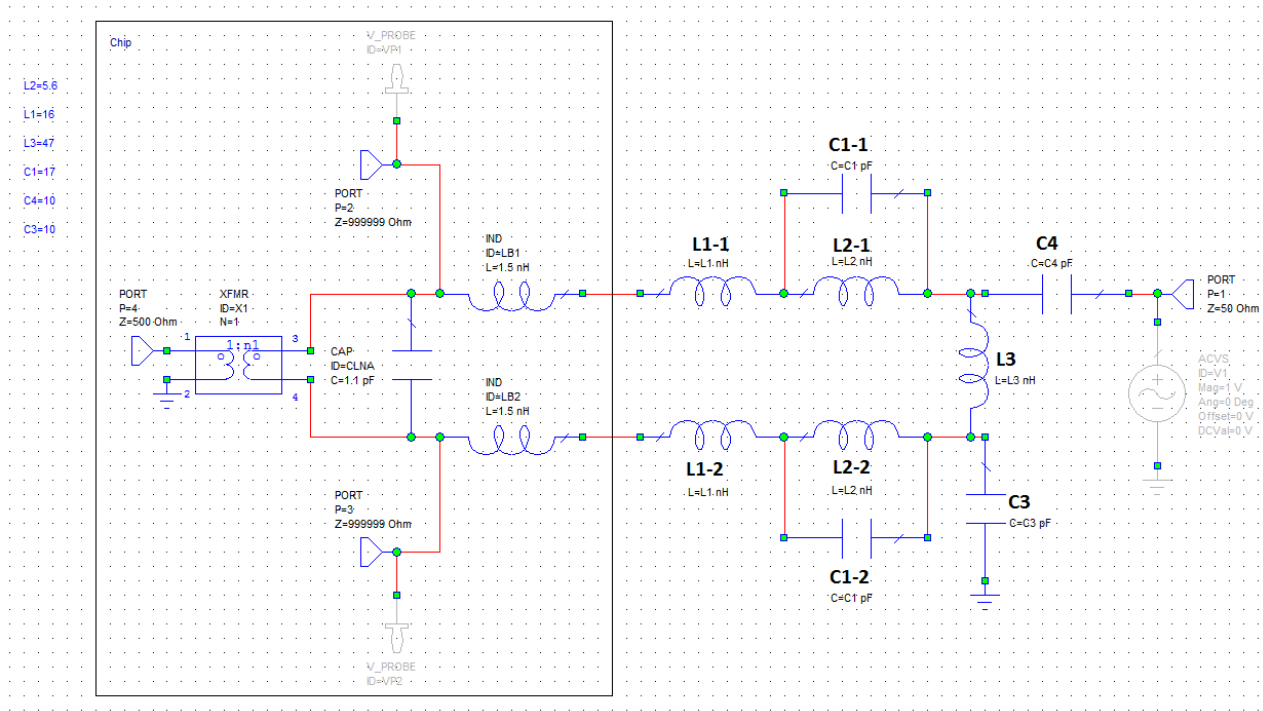 Chip
V_PROBE
ID=VP1
L2=5.6
L1=16
L3=47
C1=17
C4=10
C3=10
PORT
P=2
Z=999999 Ohm
IND
ID=LB1
L=1.5 nH
C1-1
C=C1 pF
L1-1
L=L1 nH
L2-1
L=L2 nH
C4
C=C4 pF
PORT
P=1
Z=50 Ohm
PORT
P=4
Z=500 Ohm
XFMR
ID=X1
N=1
1
3
1:n1
2
4
CAP
ID=CLNA
C=1.1 pF
L3
L=L3 nH
ACVS
ID=V1
Mag=1 V
Ang=0 Deg
Offset=0 V
DCVal=0 V
IND
ID=LB2
L=1.5 nH
L1-2
L=L1 nH
L2-2
L=L2 nH
PORT
P=3
Z=999999 Ohm
C3
C=C3 pF
C1-2
C=C1 pF
V_PROBE
ID=VP2